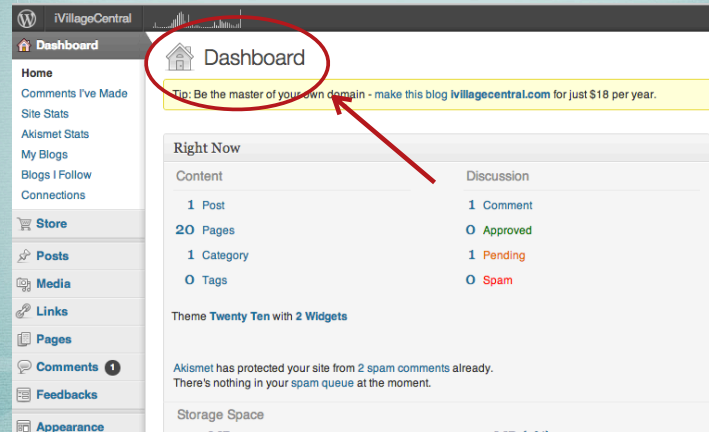 iVillageCentral
Dashboard
Home
Comments I've Made
Site Stats
Akismet Stats
My Blogs
Blogs I Follow
Connections
Store
Posts
Media
Links
Pages
Comments 1
Feedbacks
Appearance
Dashboard
Tip: Be the master of your own domain - make this blog ivillagecentral.com for just $18 per year.
Right Now
Content
1 Post
20 Pages
1 Category
0 Tags
Discussion
1 Comment
0 Approved
1 Pending
0 Spam
Theme Twenty Ten with 2 Widgets
Akismet has protected your site from 2 spam comments already.
There's nothing in your spam queue at the moment.
Storage Space